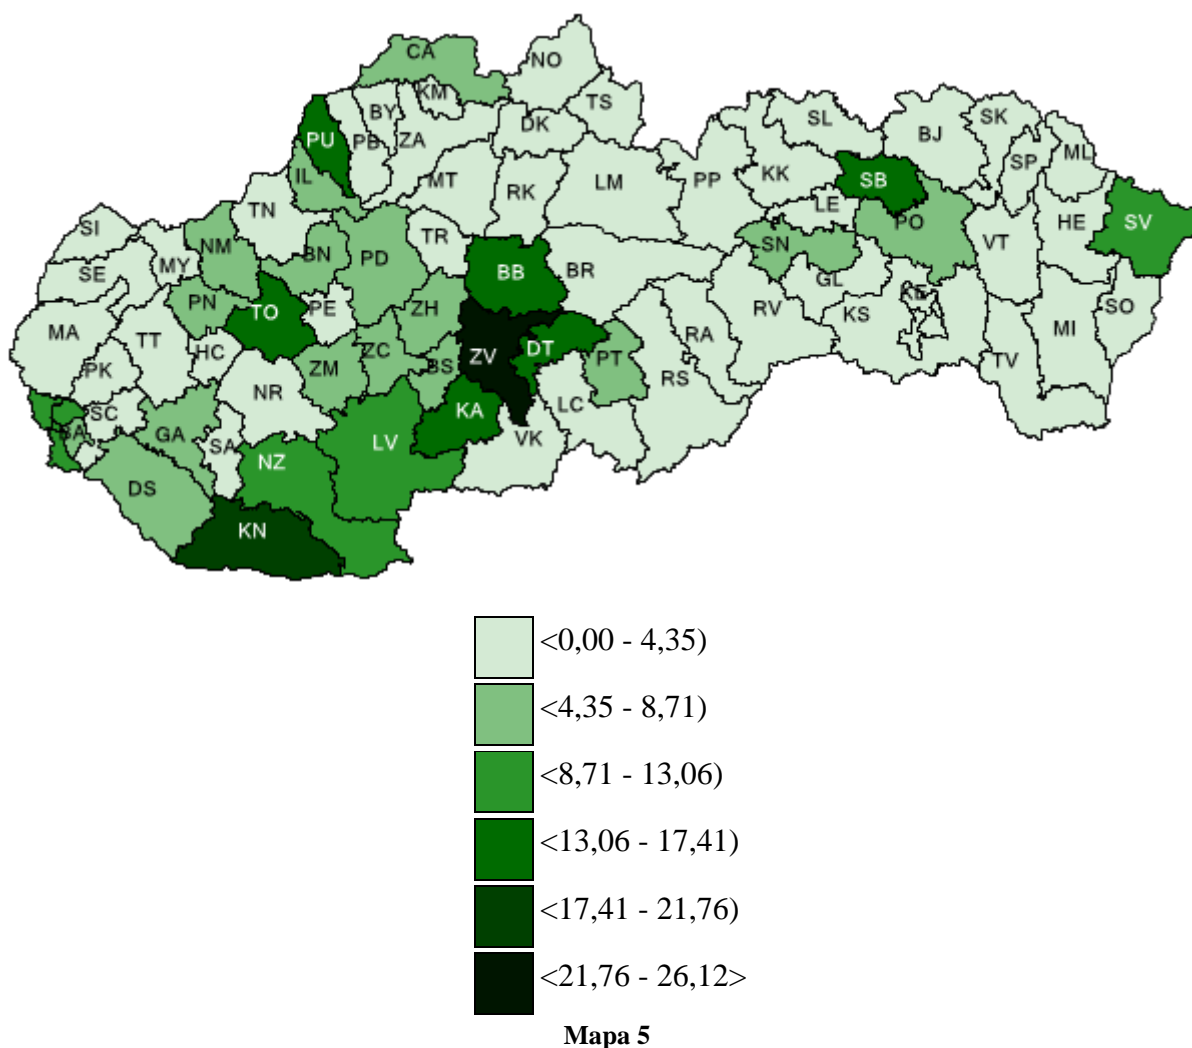 CA
NO
KM
TS
BY
PU
PB
ZA
DK
SL
BJ
SK
SP
ML
IL
MT
RK
LM
PP
KK
SB
LE
TN
SI
NM
BN
PD
TR
SN
PO
VT
HE
SV
SE
MY
BB
BR
GL
PN
TO
PE
ZH
RV
KE
KS
SO
MA
TT
HC
ZM
ZC
BS
ZV
DT
PT
RA
MI
TV
PK
NR
RS
SC
KA
LC
BA
GA
SA
LV
VK
NZ
DS
KN
<0,00 - 4,35)
<4,35 - 8,71)
<8,71 - 13,06)
<13,06 - 17,41)
<17,41 - 21,76)
<21,76 - 26,12>
Mapa 5